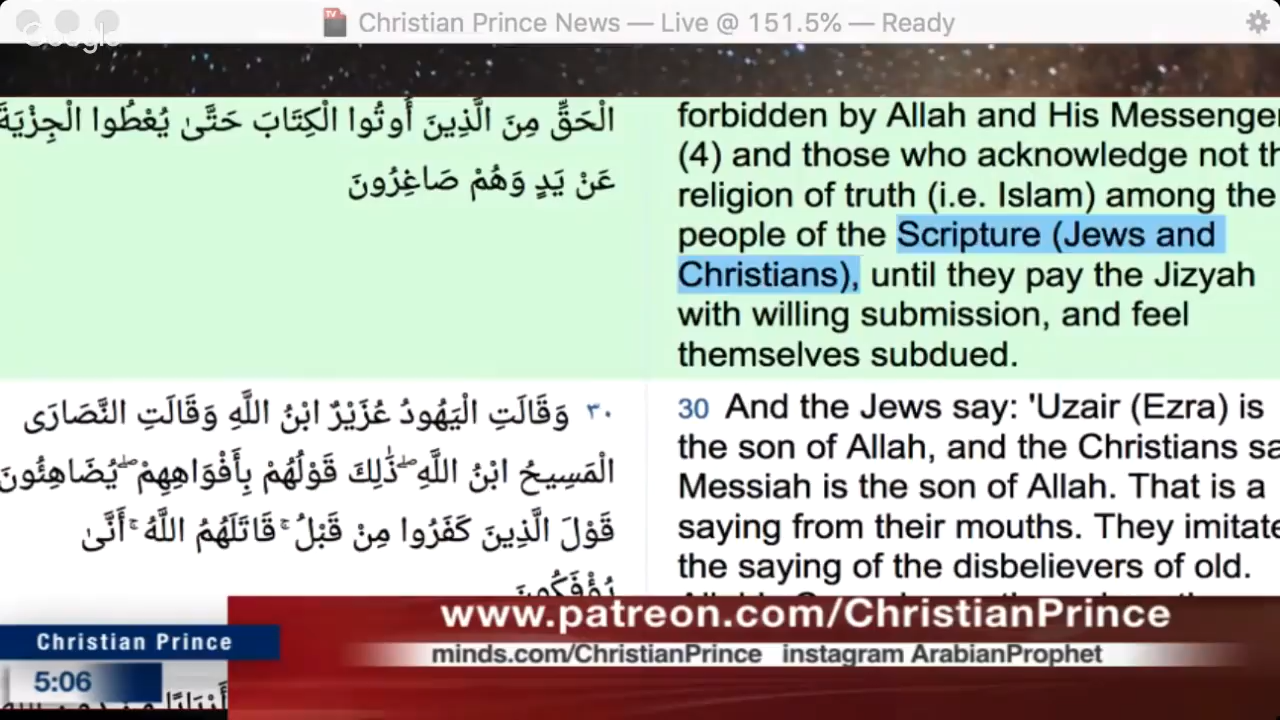 Christian Prince News — Live @ 151.5% — Ready
Google
الْحَقِّ مِنَ الَّذِينَ أُوتُوا الْكِتَابَ حَتَّىٰ يُعْطُوا الْجِزْيَةَ
عَنْ يَدٍ وَهُمْ صَاغِرُونَ
forbidden by Allah and His Messenger
(4) and those who acknowledge not th
religion of truth (i.e. Islam) among the
people of the Scripture (Jews and
Christians), until they pay the Jizyah
with willing submission, and feel
themselves subdued.
٣٠ وَقَالَتِ الْيَهُودُ عُزَيْرٌ ابْنُ اللَّهِ وَقَالَتِ النَّصَارَى
الْمَسِيحُ ابْنُ اللَّهِ ۖ ذَٰلِكَ قَوْلُهُمْ بِأَفْوَاهِهِمْ ۖ يُضَاهِئُونَ
قَوْلَ الَّذِينَ كَفَرُوا مِنْ قَبْلُ ۚ قَاتَلَهُمُ اللَّهُ ۚ أَنَّىٰ
يُؤْفَكُونَ
30 And the Jews say: 'Uzair (Ezra) is
the son of Allah, and the Christians sa
Messiah is the son of Allah. That is a
saying from their mouths. They imitate
the saying of the disbelievers of old.
www.patreon.com/ChristianPrince
minds.com/ChristianPrince instagram ArabianProphet
Christian Prince
5:06